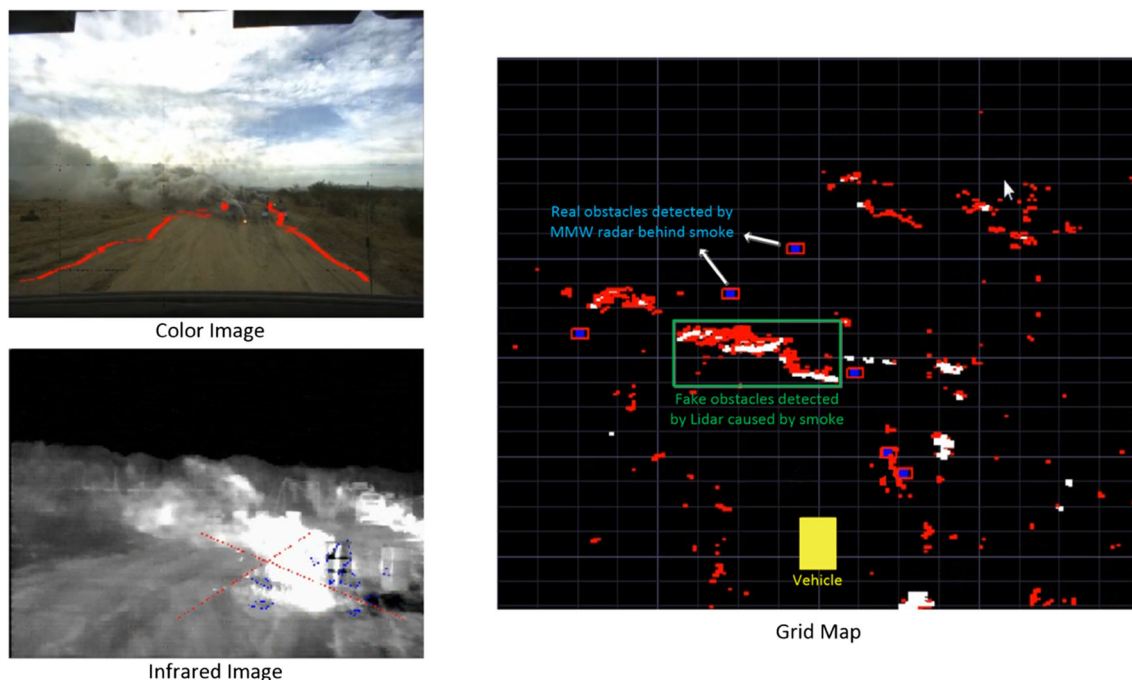 Color Image
Infrared Image
Real obstacles detected by
MMW radar behind smoke
Fake obstacles detected
by Lidar caused by smoke
Vehicle
Grid Map